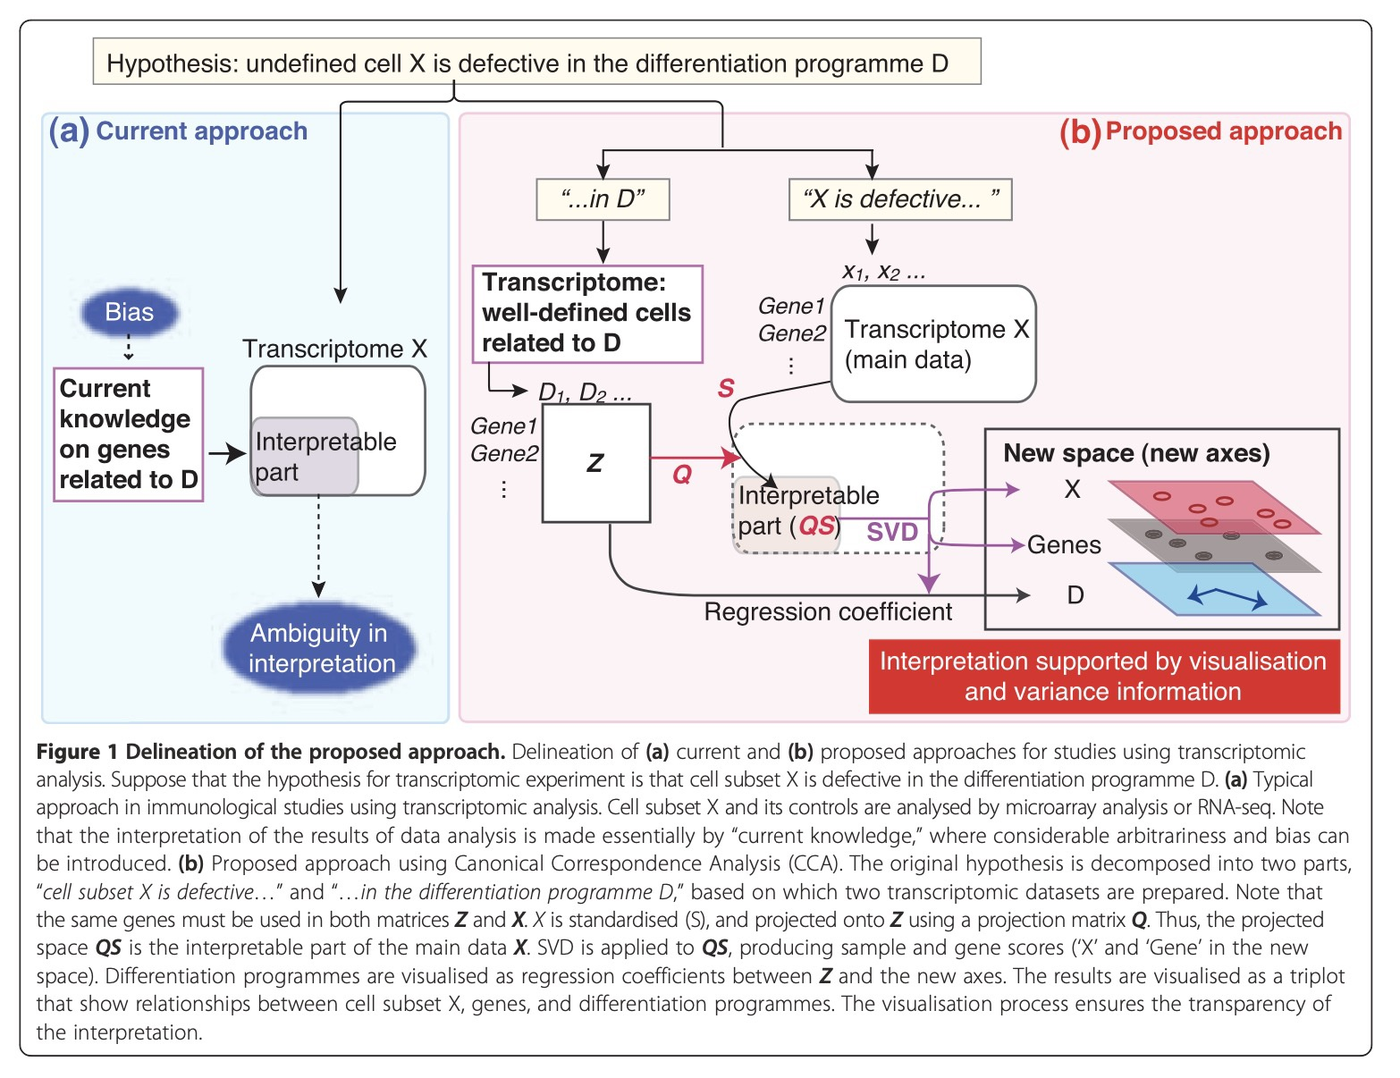 Hypothesis: undefined cell X is defective in the differentiation programme D
(a) Current approach
Bias
Current
knowledge
on genes
related to D
Transcriptome X
Interpretable
part
Ambiguity in
interpretation
(b) Proposed approach
“...in D”
“X is defective... ”
Transcriptome:
well-defined cells
related to D
D1, D2 ...
Gene1
Gene2
⋮
Z
Q
x1, x2 ...
Gene1
Gene2
⋮
Transcriptome X
(main data)
S
Interpretable
part (QS)
SVD
Regression coefficient
New space (new axes)
X
Genes
D
Interpretation supported by visualisation
and variance information
Figure 1 Delineation of the proposed approach. Delineation of (a) current and (b) proposed approaches for studies using transcriptomic
analysis. Suppose that the hypothesis for transcriptomic experiment is that cell subset X is defective in the differentiation programme D. (a) Typical
approach in immunological studies using transcriptomic analysis. Cell subset X and its controls are analysed by microarray analysis or RNA-seq. Note
that the interpretation of the results of data analysis is made essentially by “current knowledge,” where considerable arbitrariness and bias can
be introduced. (b) Proposed approach using Canonical Correspondence Analysis (CCA). The original hypothesis is decomposed into two parts,
“cell subset X is defective…” and “…in the differentiation programme D,” based on which two transcriptomic datasets are prepared. Note that
the same genes must be used in both matrices Z and X. X is standardised (S), and projected onto Z using a projection matrix Q. Thus, the projected
space QS is the interpretable part of the main data X. SVD is applied to QS, producing sample and gene scores (‘X’ and ‘Gene’ in the new
space). Differentiation programmes are visualised as regression coefficients between Z and the new axes. The results are visualised as a triplot
that show relationships between cell subset X, genes, and differentiation programmes. The visualisation process ensures the transparency of
the interpretation.